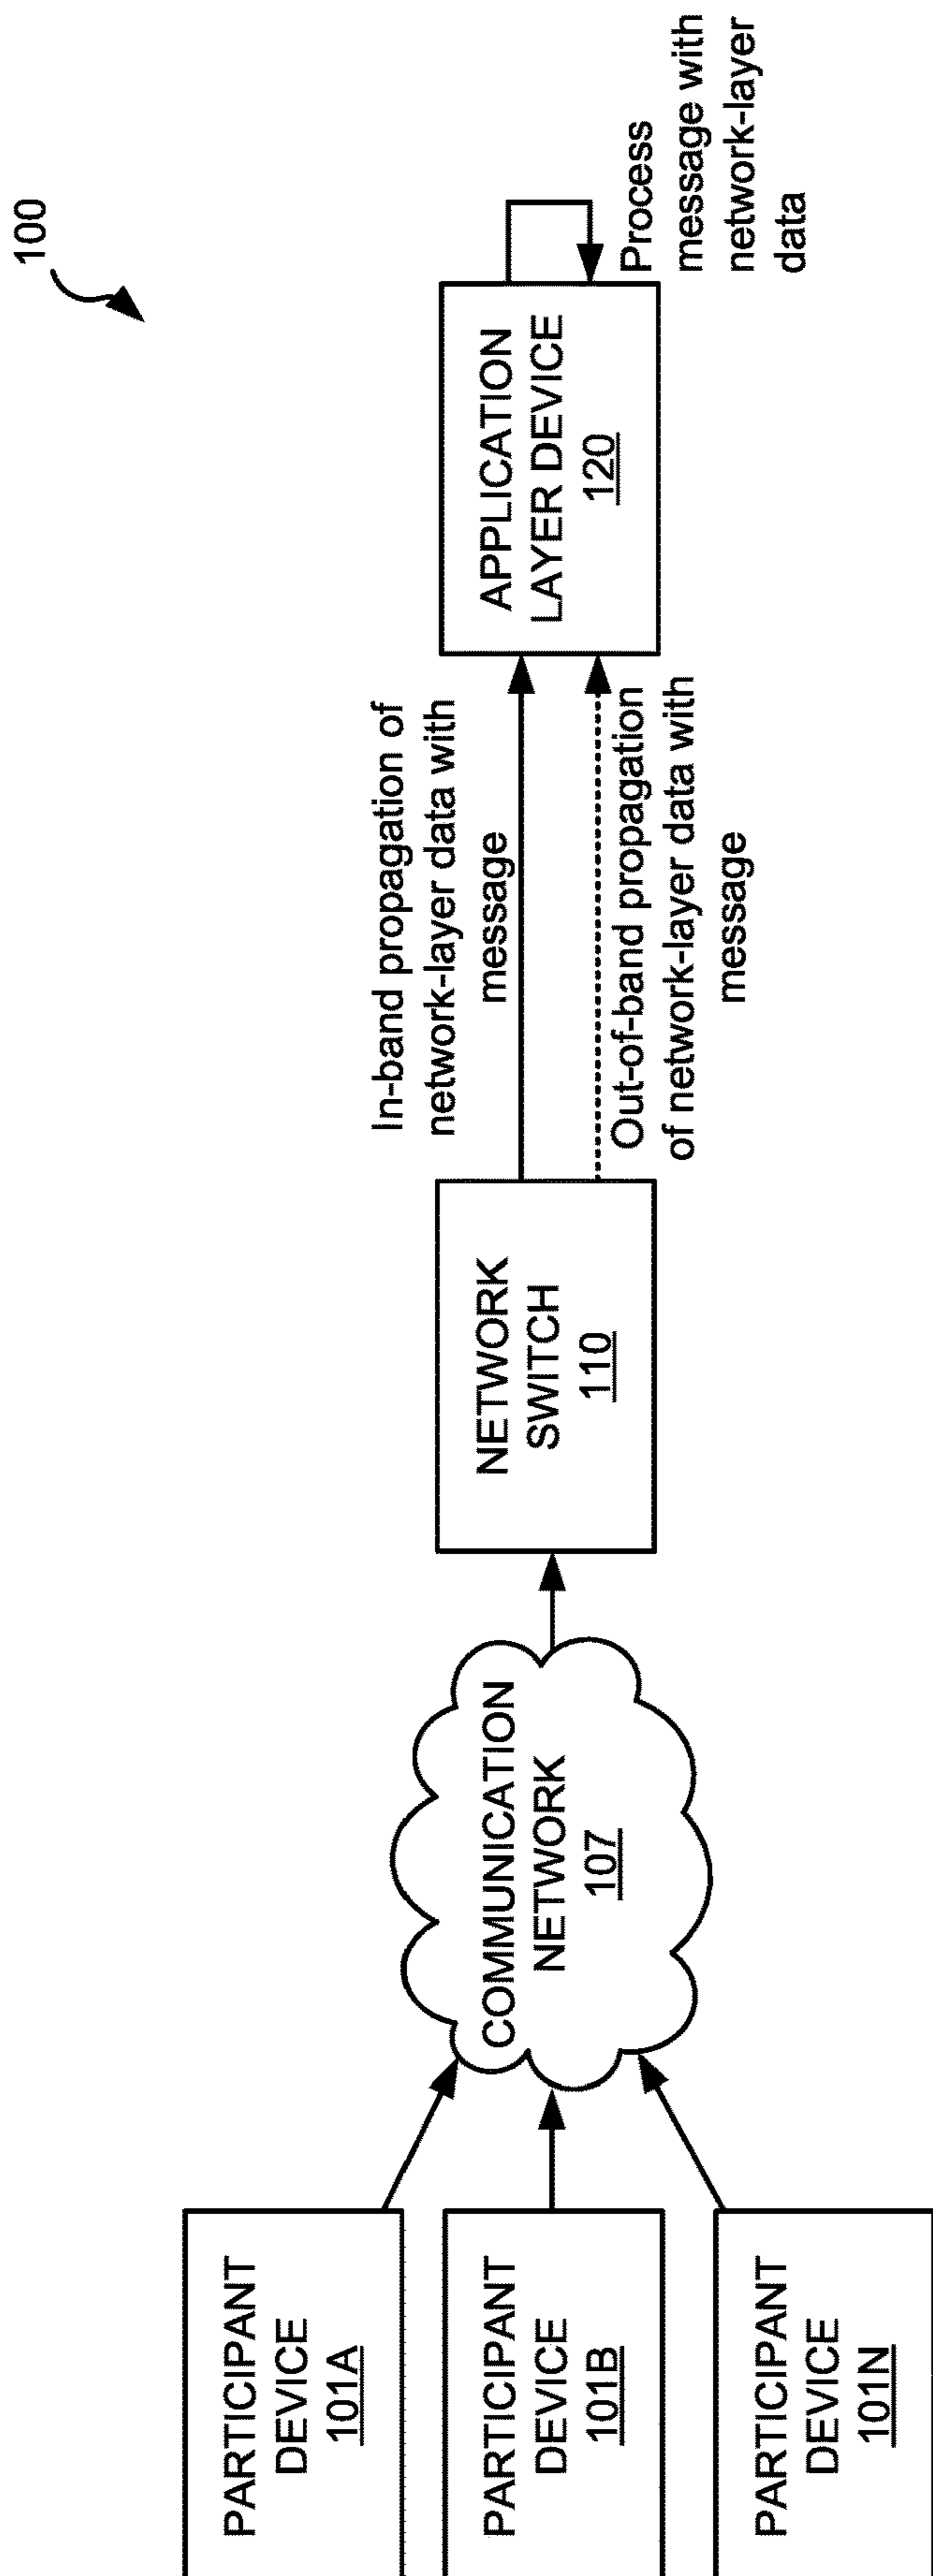 100
PARTICIPANT
DEVICE
101A
PARTICIPANT
DEVICE
101B
PARTICIPANT
DEVICE
101N
COMMUNICATION
NETWORK
107
NETWORK
SWITCH
110
In-band propagation of
network-layer data with
message
Out-of-band propagation
of network-layer data with
message
APPLICATION
LAYER DEVICE
120
Process
message with
network-layer
data